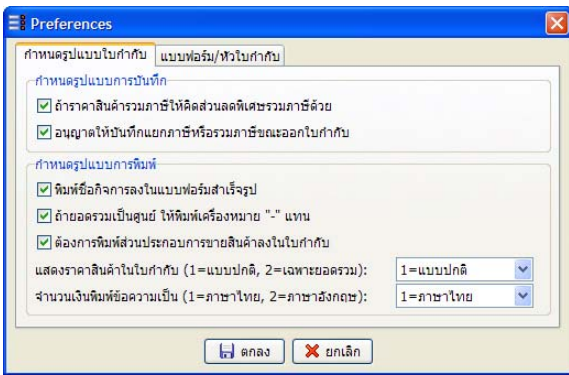 Preferences
กำหนดรูปแบบใบกำกับ แบบฟอร์ม/หัวใบกำกับ
กำหนดรูปแบบการบันทึก
ถ้าราคาสินค้ารวมภาษีให้คิดส่วนลดพิเศษรวมภาษีด้วย
อนุญาตให้บันทึกแยกภาษีหรือรวมภาษีขณะออกใบกำกับ
กำหนดรูปแบบการพิมพ์
พิมพ์ชื่อกิจการลงในแบบฟอร์มสำเร็จรูป
ถ้ายอดรวมเป็นศูนย์ ให้พิมพ์เครื่องหมาย "-" แทน
ต้องการพิมพ์ส่วนประกอบการขายสินค้าลงในใบกำกับ
แสดงราคาสินค้าในใบกำกับ (1=แบบปกติ, 2=เฉพาะยอดรวม): 1=แบบปกติ
จำนวนเงินพิมพ์ข้อความเป็น (1=ภาษาไทย, 2=ภาษาอังกฤษ): 1=ภาษาไทย
ตกลง ยกเลิก